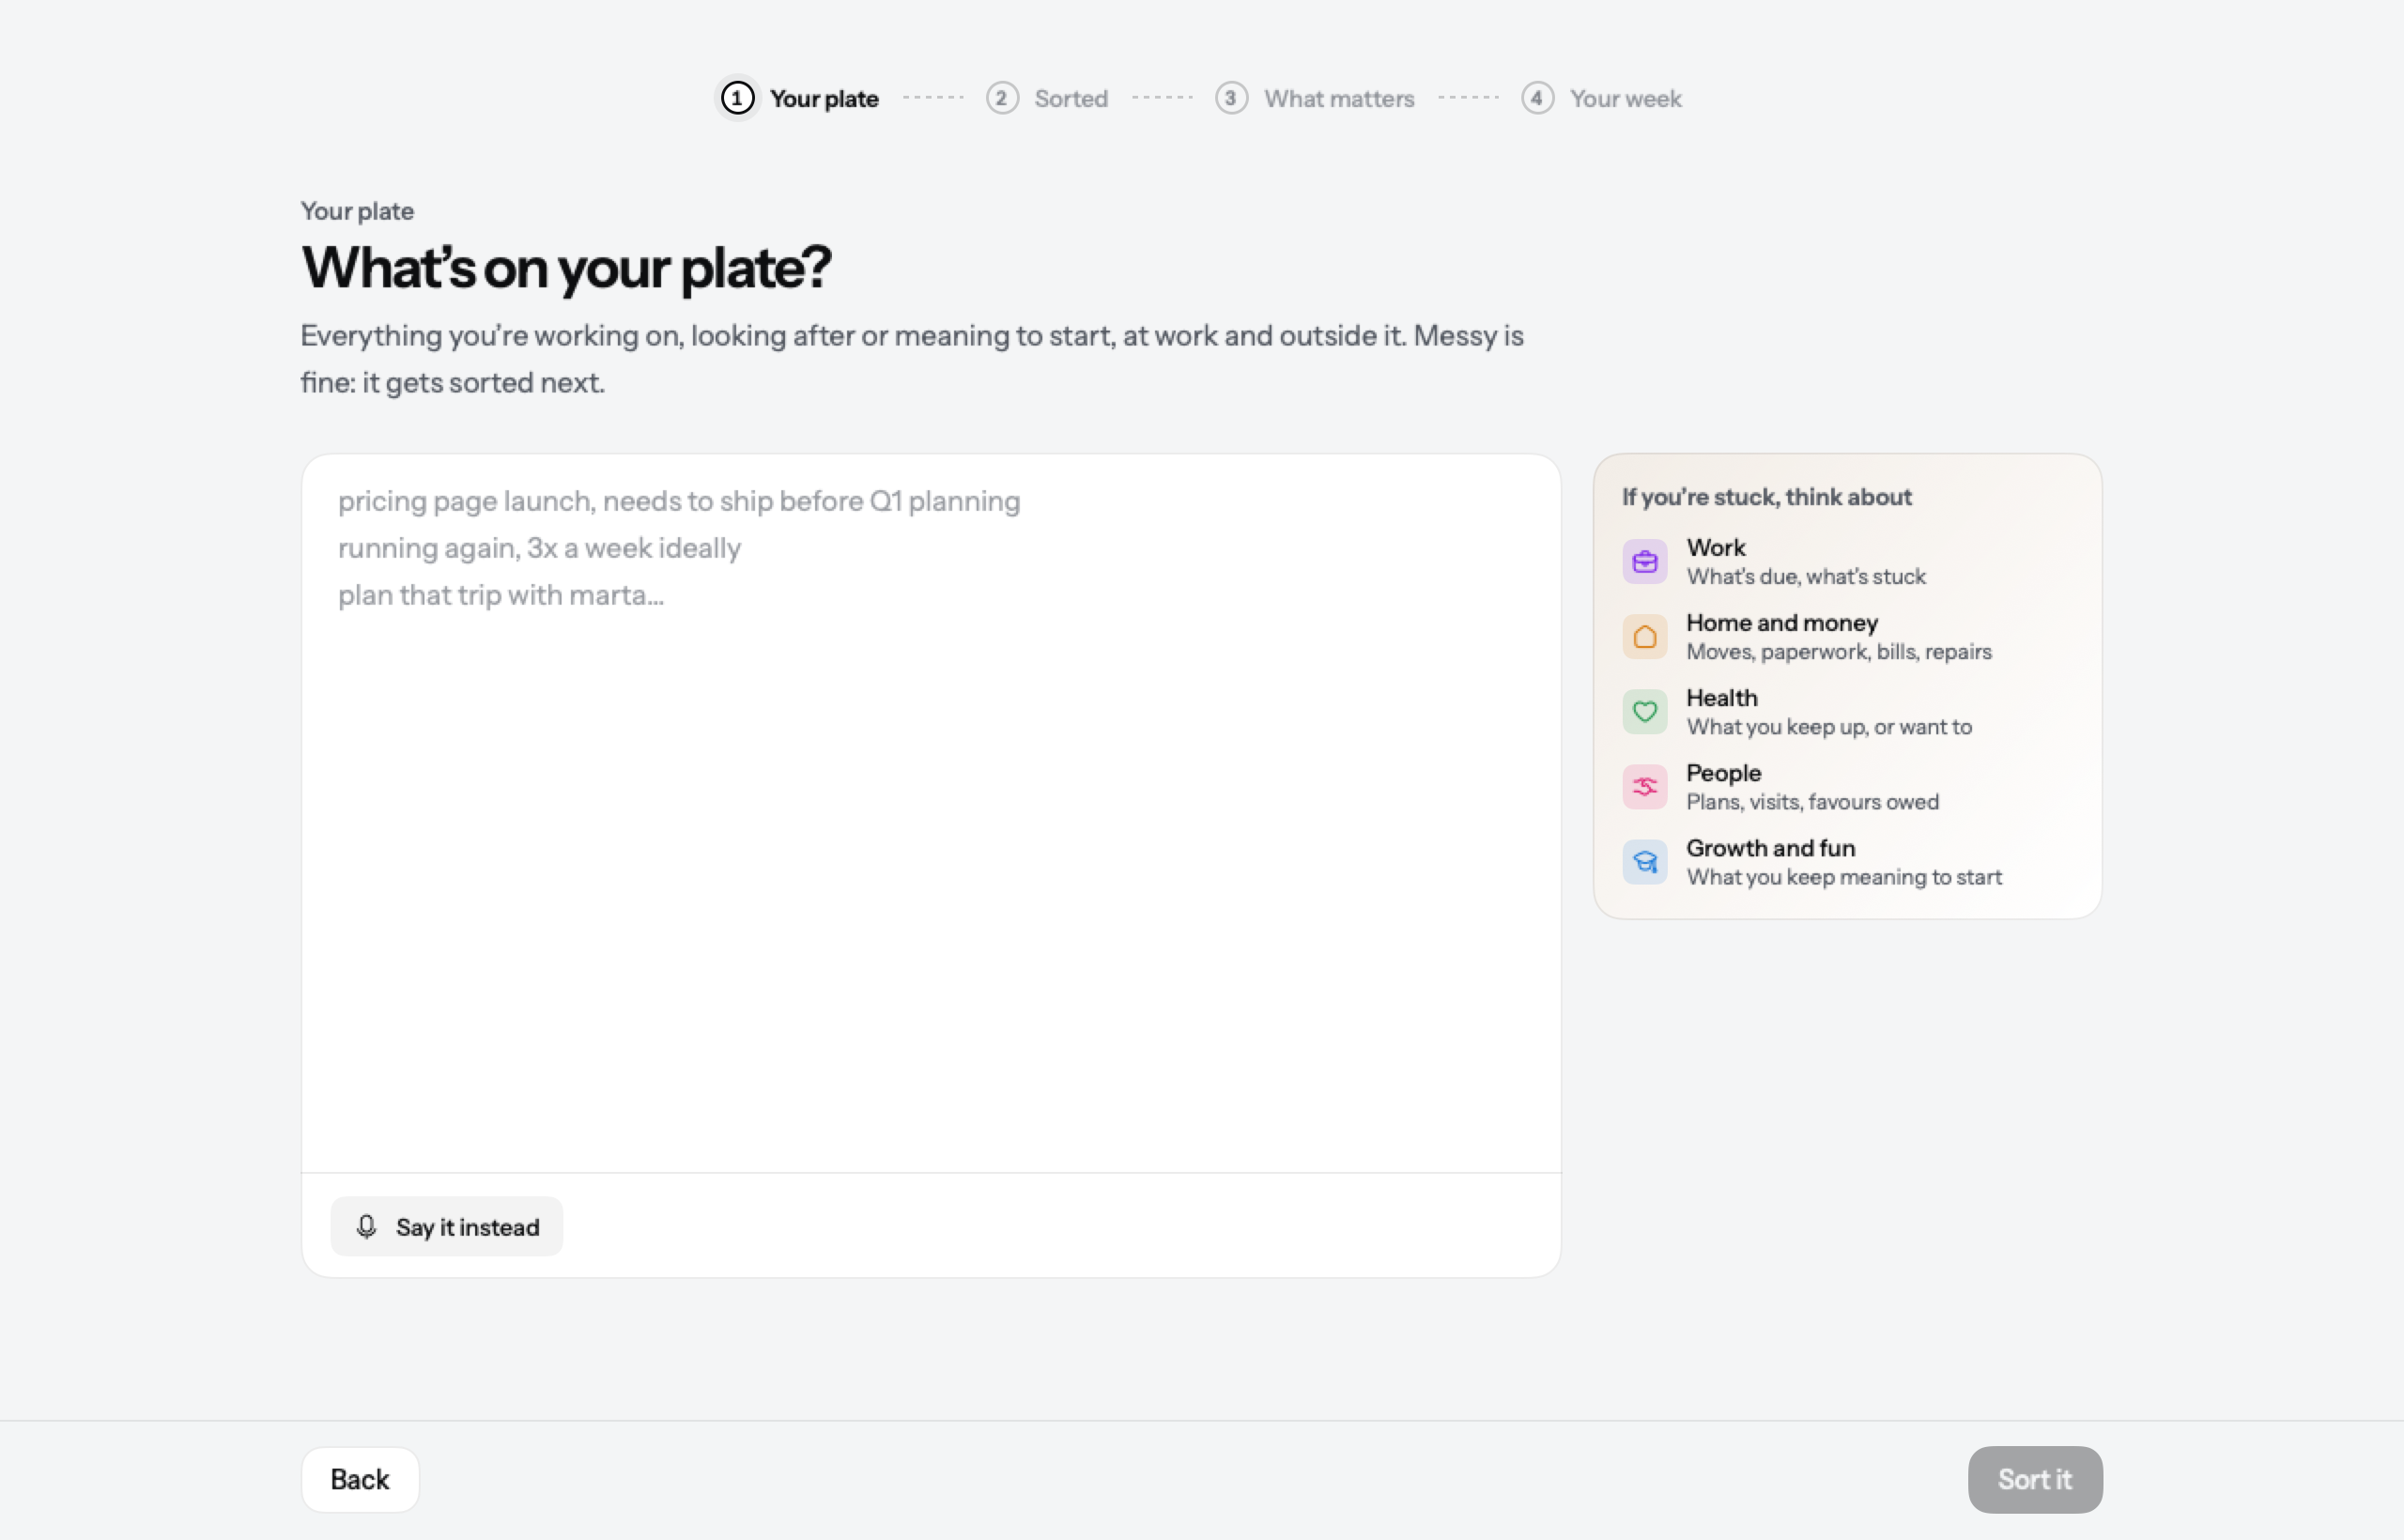 1 Your plate 2 Sorted 3 What matters 4 Your week
Your plate
What's on your plate?
Everything you're working on, looking after or meaning to start, at work and outside it. Messy is
fine: it gets sorted next.
pricing page launch, needs to ship before Q1 planning
running again, 3x a week ideally
plan that trip with marta...
Say it instead
If you're stuck, think about
Work
What's due, what's stuck
Home and money
Moves, paperwork, bills, repairs
Health
What you keep up, or want to
People
Plans, visits, favours owed
Growth and fun
What you keep meaning to start
Back
Sort it